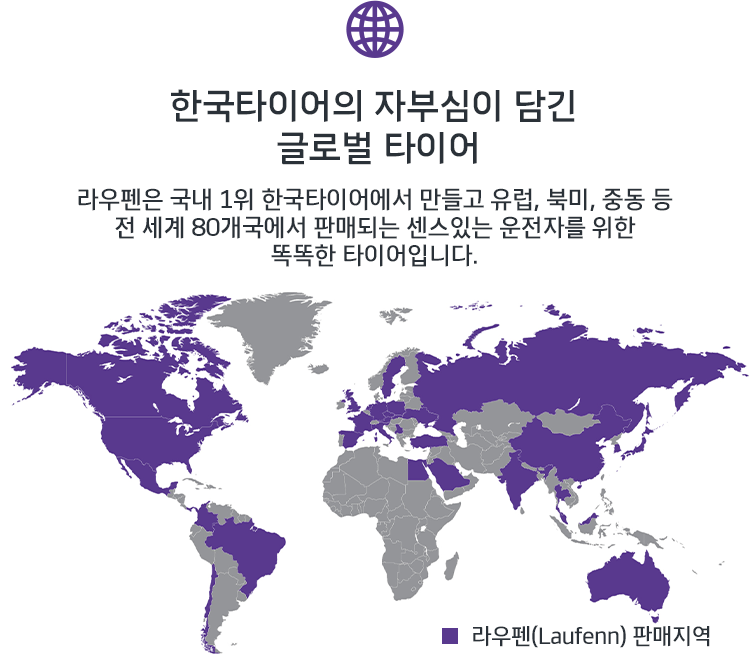 한국타이어의 자부심이 담긴
글로벌 타이어
라우펜은 국내 1위 한국타이어에서 만들고 유럽, 북미, 중동 등
전 세계 80개국에서 판매되는 센스있는 운전자를 위한
똑똑한 타이어입니다.
라우펜(Laufenn) 판매지역